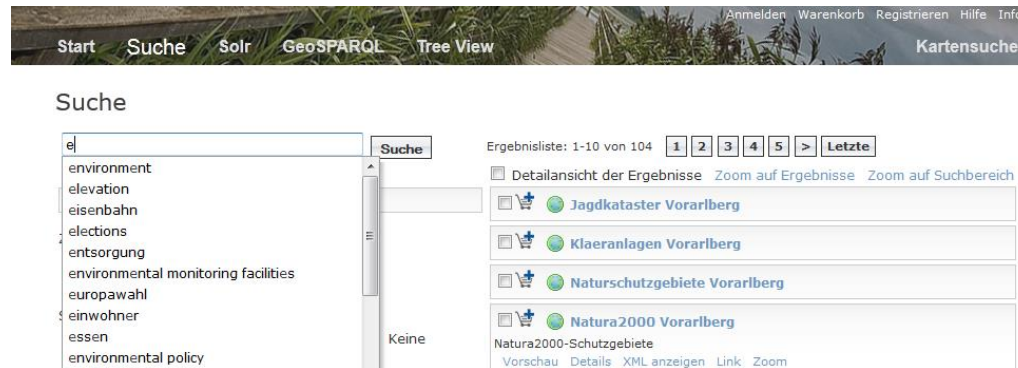 Anmelden Warenkorb Registrieren Hilfe
Start Suche Solr GeoSPARQL Tree View Kartensuche
Suche
e Suche
environment
elevation
eisenbahn
elections
entsorgung
environmental monitoring facilities
europawahl
einwohner
essen
environmental policy
Keine
Ergebnisliste: 1-10 von 104 1 2 3 4 5 > Letzte
Detailansicht der Ergebnisse Zoom auf Ergebnisse Zoom auf Suchbereich
Jagdkataster Vorarlberg
Klaeranlagen Vorarlberg
Naturschutzgebiete Vorarlberg
Natura2000 Vorarlberg
Natura2000-Schutzgebiete
Vorschau Details XML anzeigen Link Zoom